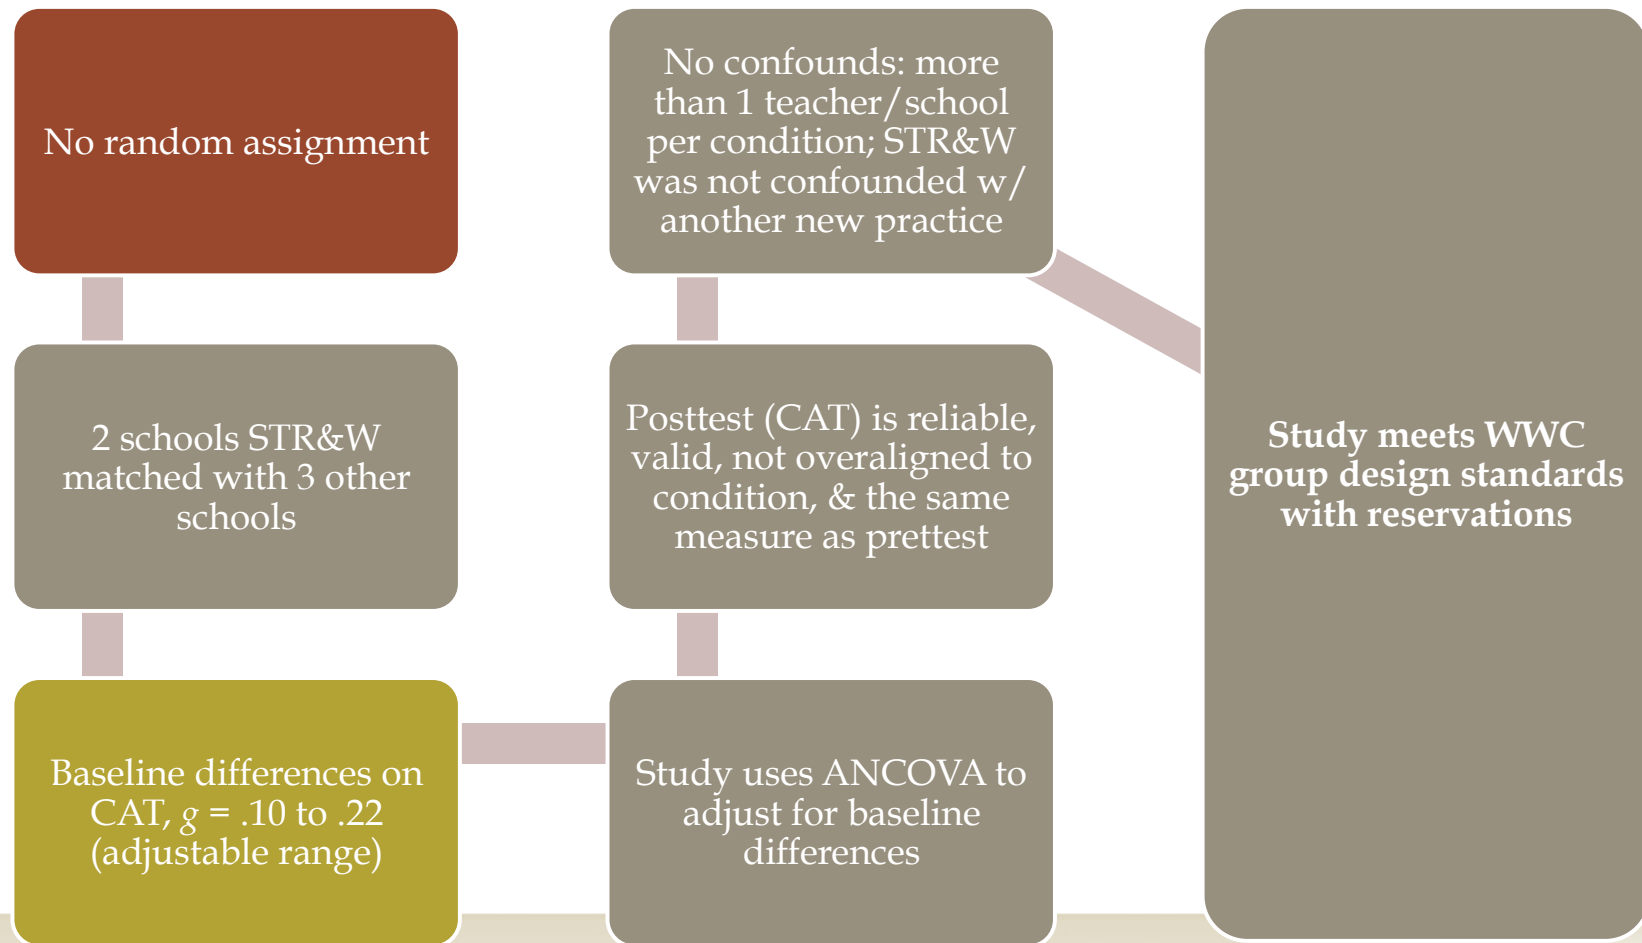 No random assignment
2 schools STR&W
matched with 3 other
schools
Baseline differences on
CAT, g = .10 to .22
(adjustable range)
Study uses ANCOVA to
adjust for baseline
differences
Posttest (CAT) is reliable,
valid, not overaligned to
condition, & the same
measure as prettest
No confounds: more
than 1 teacher/school
per condition; STR&W
was not confounded w/
another new practice
Study meets WWC
group design standards
with reservations